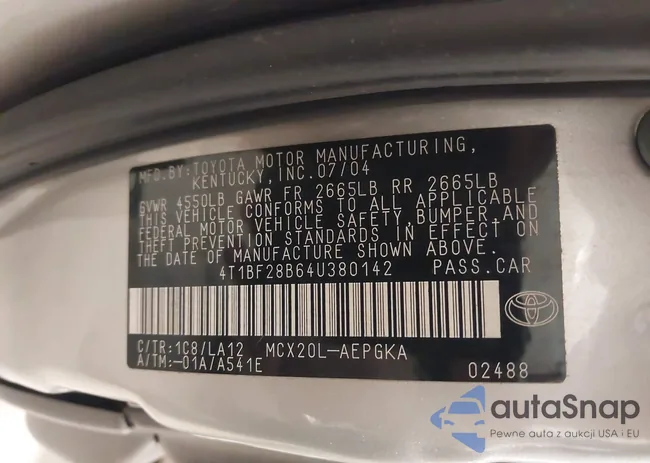 MFD.BY:TOYOTA MOTOR MANUFACTURING,
KENTUCKY, INC.07/04
GVWR 4550LB GAWR FR 2665LB RR 2665LB
THIS VEHICLE CONFORMS TO ALL APPLICABLE
FEDERAL MOTOR VEHICLE SAFETY, BUMPER,AND
THEFT PREVENTION STANDARDS IN EFFECT ON
THE DATE OF MANUFACTURE SHOWN ABOVE.
4T1BF28B64U380142 PASS.CAR
C/TR:1C8/LA12 MCX20L-AEPGKA
A/TM:-01A/A541E 02488
autaSnap
Pewne auta z aukcji USA i EU